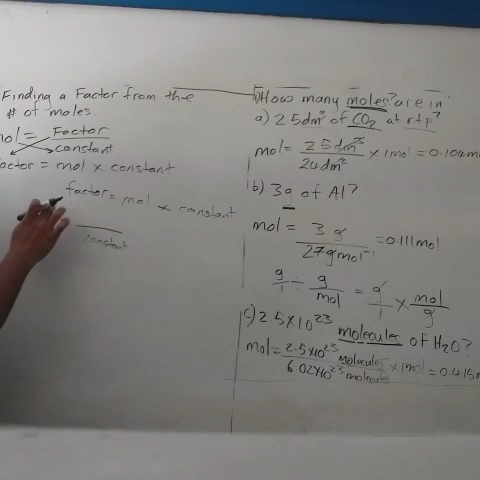 Finding a Factor from the
# of moles.
mol = Factor
constant
factor = mol x constant
factor = mol x constant
constant
How many moles are in:
a) 2.5dm³ of CO₂ at rtp?
mol = 2.5dm³ x 1mol = 0.104mol
24dm³
b) 3g of Al?
mol = 3g = 0.111mol
27gmol⁻¹
g ÷ g = g x mol
1 mol 1 g
c) 2.5x10²³ molecules of H₂O?
mol = 2.5x10²³ molecules x 1mol = 0.415
6.02x10²³ molecules